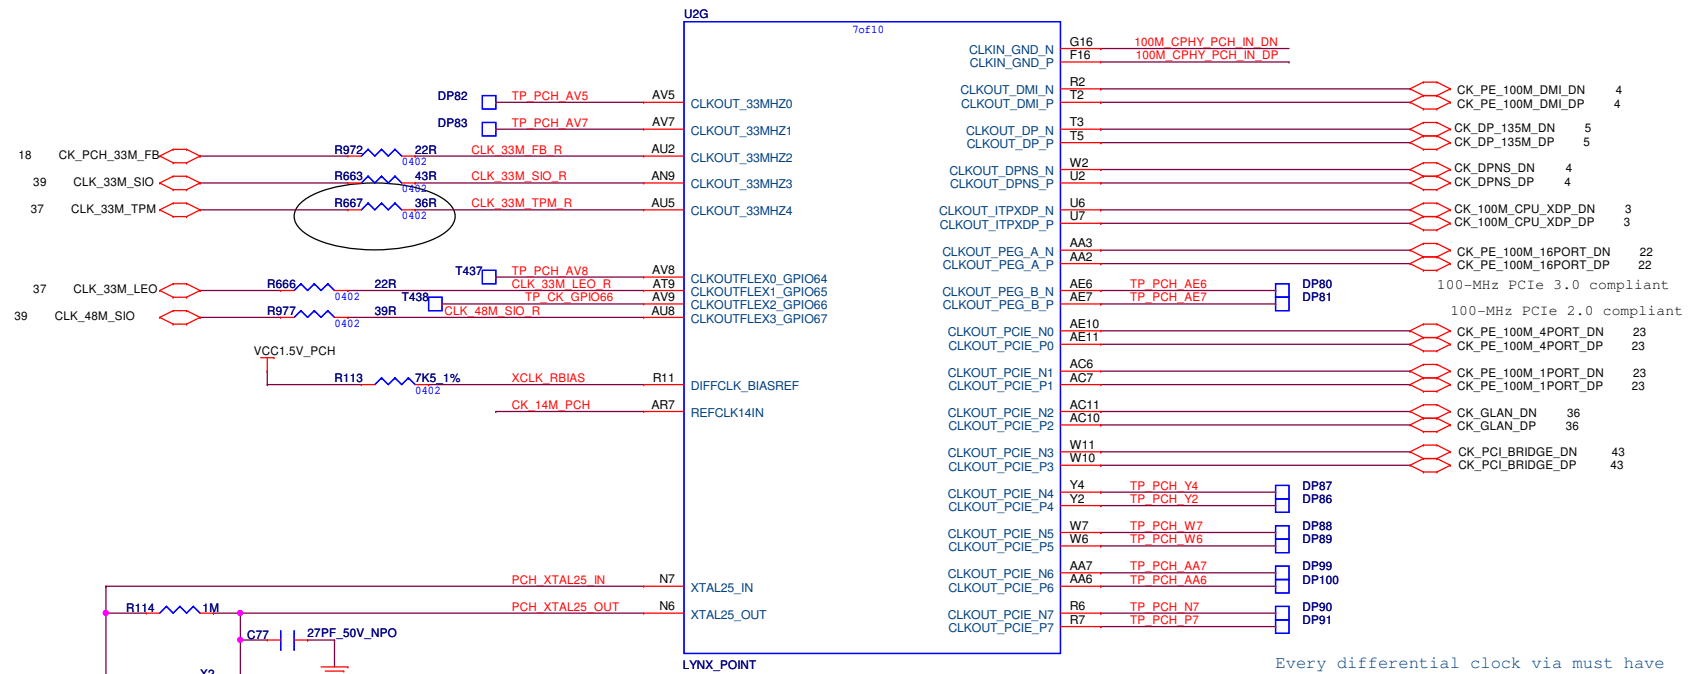 U2G
7of10
CLKIN_GND_N G16 100M_CPHY_PCH_IN_DN
CLKIN_GND_P F16 100M_CPHY_PCH_IN_DP
CLKOUT_DMI_N R2 CK_PE_100M_DMI_DN 4
CLKOUT_DMI_P T2 CK_PE_100M_DMI_DP 4
DP82 TP_PCH_AV5 AV5 CLKOUT_33MHZ0
DP83 TP_PCH_AV7 AV7 CLKOUT_33MHZ1
CLKOUT_DP_N T3 CK_DP_135M_DN 5
CLKOUT_DP_P T5 CK_DP_135M_DP 5
18 CK_PCH_33M_FB R972 22R CLK_33M_FB_R AU2 CLKOUT_33MHZ2
0402
CLKOUT_DPNS_N W2 CK_DPNS_DN 4
CLKOUT_DPNS_P U2 CK_DPNS_DP 4
39 CLK_33M_SIO R663 43R CLK_33M_SIO_R AN9 CLKOUT_33MHZ3
0402
37 CLK_33M_TPM R667 36R CLK_33M_TPM_R AU5 CLKOUT_33MHZ4
0402
CLKOUT_ITPXDP_N U6 CK_100M_CPU_XDP_DN 3
CLKOUT_ITPXDP_P U7 CK_100M_CPU_XDP_DP 3
CLKOUT_PEG_A_N AA3 CK_PE_100M_16PORT_DN 22
CLKOUT_PEG_A_P AA2 CK_PE_100M_16PORT_DP 22
100-MHz PCIe 3.0 compliant
T437 TP_PCH_AV8 AV8 CLKOUTFLEX0_GPIO64
37 CLK_33M_LEO R666 22R CLK_33M_LEO_R AT9 CLKOUTFLEX1_GPIO65
0402
T438 TP_CK_GPIO66 AV9 CLKOUTFLEX2_GPIO66
39 CLK_48M_SIO R977 39R CLK_48M_SIO_R AU8 CLKOUTFLEX3_GPIO67
0402
CLKOUT_PEG_B_N AE6 TP_PCH_AE6 DP80
CLKOUT_PEG_B_P AE7 TP_PCH_AE7 DP81
100-MHz PCIe 2.0 compliant
CLKOUT_PCIE_N0 AE10 CK_PE_100M_4PORT_DN 23
CLKOUT_PCIE_P0 AE11 CK_PE_100M_4PORT_DP 23
VCC1.5V_PCH
R113 7K5_1% XCLK_RBIAS R11 DIFFCLK_BIASREF
0402
CLKOUT_PCIE_N1 AC6 CK_PE_100M_1PORT_DN 23
CLKOUT_PCIE_P1 AC7 CK_PE_100M_1PORT_DP 23
CK_14M_PCH AR7 REFCLK14IN
CLKOUT_PCIE_N2 AC11 CK_GLAN_DN 36
CLKOUT_PCIE_P2 AC10 CK_GLAN_DP 36
CLKOUT_PCIE_N3 W11 CK_PCI_BRIDGE_DN 43
CLKOUT_PCIE_P3 W10 CK_PCI_BRIDGE_DP 43
CLKOUT_PCIE_N4 Y4 TP_PCH_Y4 DP87
CLKOUT_PCIE_P4 Y2 TP_PCH_Y2 DP86
CLKOUT_PCIE_N5 W7 TP_PCH_W7 DP88
CLKOUT_PCIE_P5 W6 TP_PCH_W6 DP89
CLKOUT_PCIE_N6 AA7 TP_PCH_AA7 DP99
CLKOUT_PCIE_P6 AA6 TP_PCH_AA6 DP100
PCH_XTAL25_IN N7 XTAL25_IN
R114 1M PCH_XTAL25_OUT N6 XTAL25_OUT
CLKOUT_PCIE_N7 R6 TP_PCH_N7 DP90
CLKOUT_PCIE_P7 R7 TP_PCH_P7 DP91
C77 27PF_50V_NPO
LYNX_POINT
Every differential clock via must have